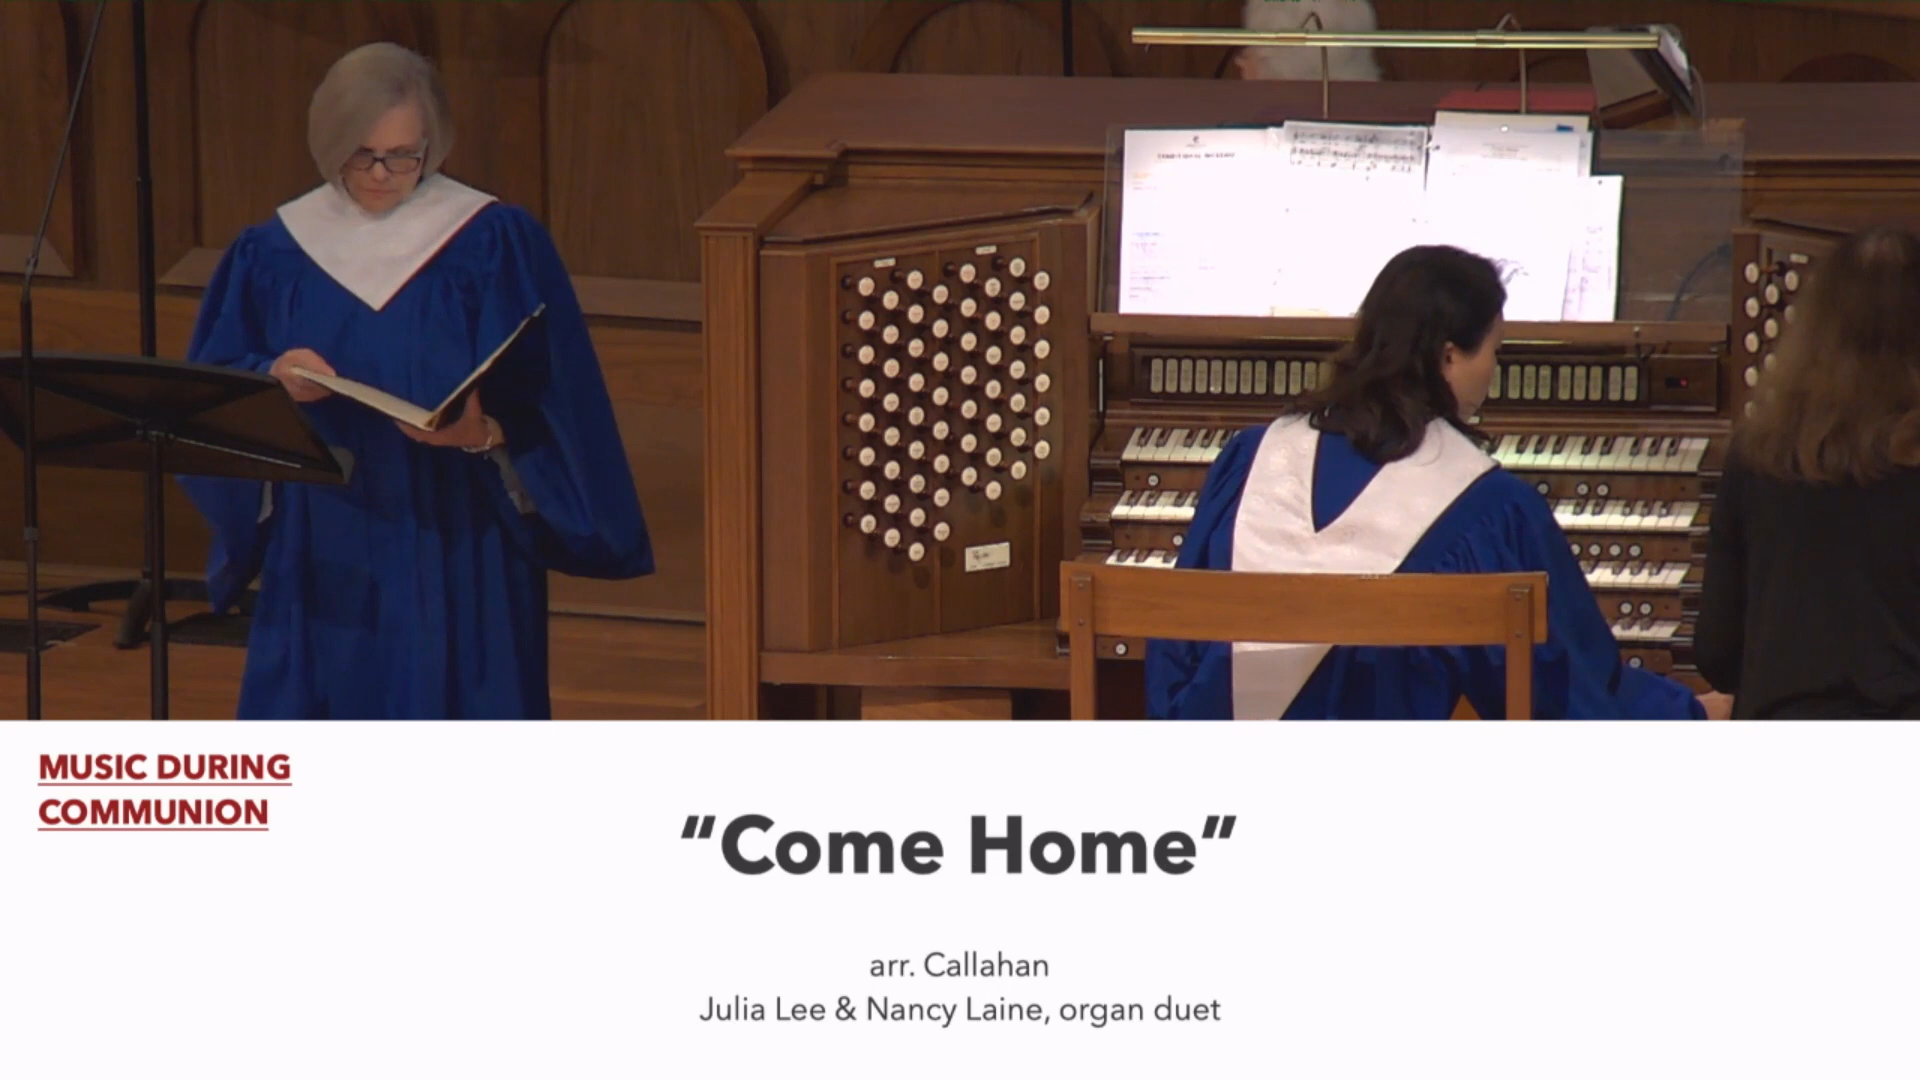 MUSIC DURING
COMMUNION
“Come Home”
arr. Callahan
Julia Lee & Nancy Laine, organ duet